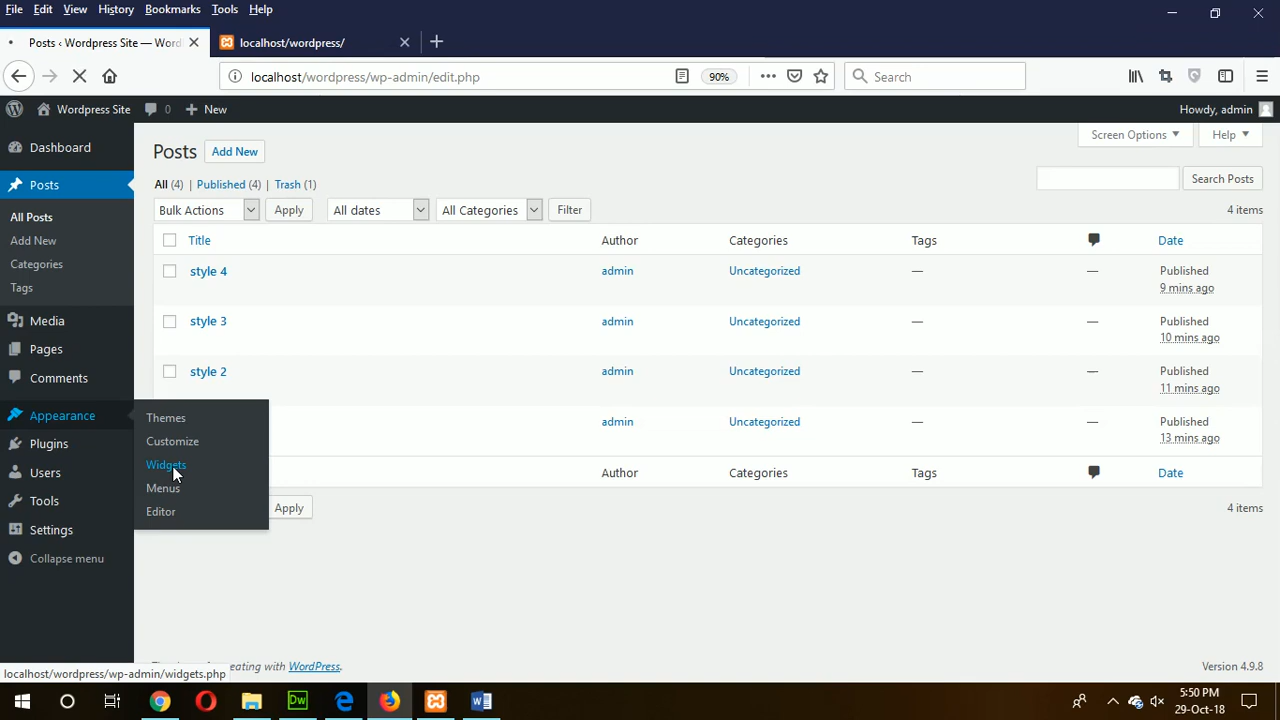 File Edit View History Bookmarks Tools Help
Posts ‹ Wordpress Site — Word
localhost/wordpress/
localhost/wordpress/wp-admin/edit.php
90%
Search
Wordpress Site 0 New
Howdy, admin
Dashboard
Posts
All Posts
Add New
Categories
Tags
Media
Pages
Comments
Appearance
Plugins
Users
Tools
Settings
Collapse menu
Themes
Customize
Widgets
Menus
Editor
Screen Options Help
Posts Add New
All (4) | Published (4) | Trash (1)
Search Posts
Bulk Actions Apply All dates All Categories Filter
4 items
Title Author Categories Tags Date
style 4 admin Uncategorized — — Published
9 mins ago
style 3 admin Uncategorized — — Published
10 mins ago
style 2 admin Uncategorized — — Published
11 mins ago
admin Uncategorized — — Published
13 mins ago
Author Categories Tags Date
Apply
4 items
eating with WordPress.
Version 4.9.8
localhost/wordpress/wp-admin/widgets.php
Dw
5:50 PM
29-Oct-18